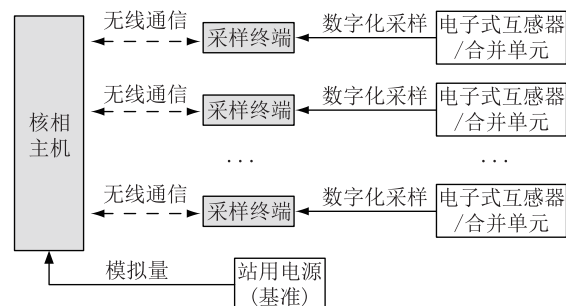 无线通信
采样终端
数字化采样
电子式互感器
/合并单元
无线通信
采样终端
数字化采样
电子式互感器
/合并单元
核相
主机
...
...
无线通信
采样终端
数字化采样
电子式互感器
/合并单元
模拟量
站用电源
(基准)